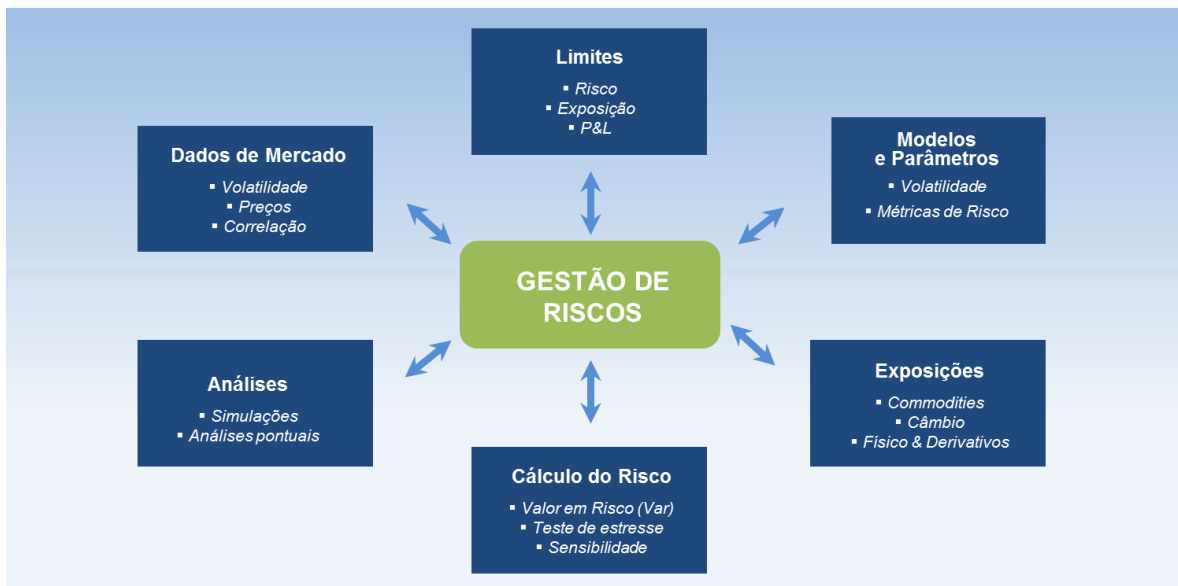 Limites
▪ Risco
▪ Exposição
▪ P&L
Dados de Mercado
▪ Volatilidade
▪ Preços
▪ Correlação
Modelos
e Parâmetros
▪ Volatilidade
▪ Métricas de Risco
GESTÃO DE
RISCOS
Análises
▪ Simulações
▪ Análises pontuais
Exposições
▪ Commodities
▪ Câmbio
▪ Físico & Derivativos
Cálculo do Risco
▪ Valor em Risco (Var)
▪ Teste de estresse
▪ Sensibilidade